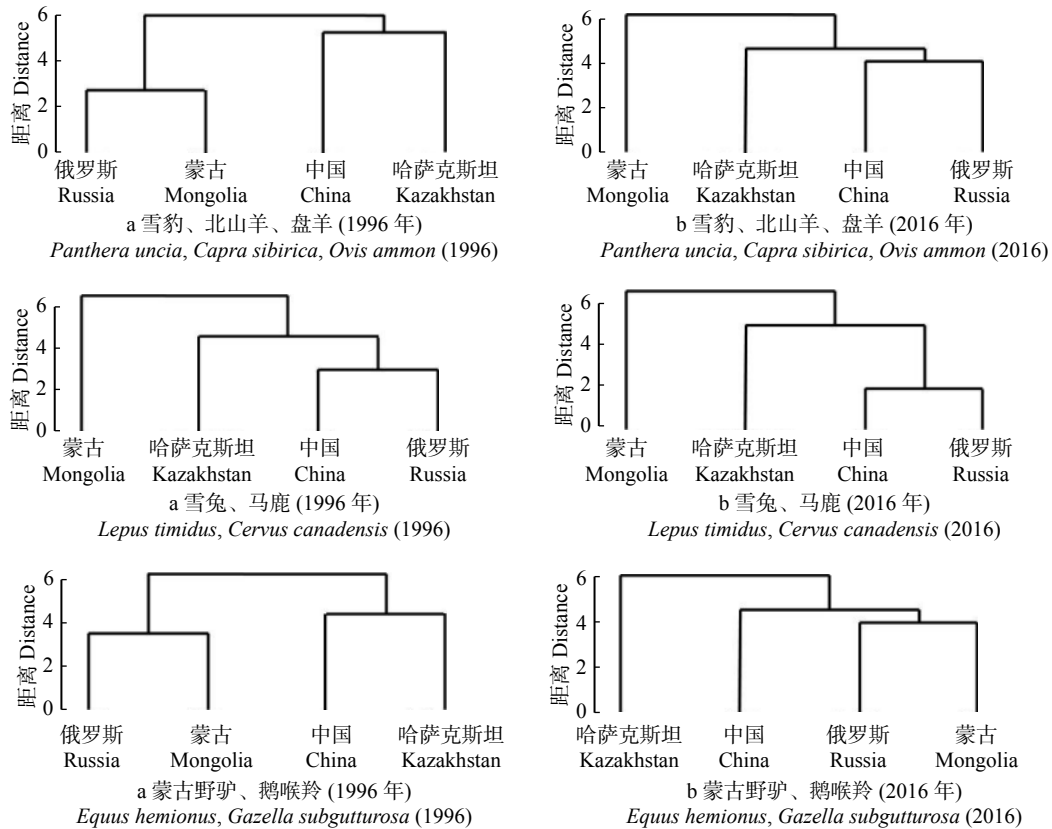 距离 Distance
6
4
2
0
俄罗斯 蒙古 中国 哈萨克斯坦
Russia Mongolia China Kazakhstan
a 雪豹、北山羊、盘羊 (1996 年)
Panthera uncia, Capra sibirica, Ovis ammon (1996)
距离 Distance
6
4
2
0
蒙古 哈萨克斯坦 中国 俄罗斯
Mongolia Kazakhstan China Russia
b 雪豹、北山羊、盘羊 (2016 年)
Panthera uncia, Capra sibirica, Ovis ammon (2016)
距离 Distance
6
4
2
0
蒙古 哈萨克斯坦 中国 俄罗斯
Mongolia Kazakhstan China Russia
a 雪兔、马鹿 (1996 年)
Lepus timidus, Cervus canadensis (1996)
距离 Distance
6
4
2
0
蒙古 哈萨克斯坦 中国 俄罗斯
Mongolia Kazakhstan China Russia
b 雪兔、马鹿 (2016 年)
Lepus timidus, Cervus canadensis (2016)
距离 Distance
6
4
2
0
俄罗斯 蒙古 中国 哈萨克斯坦
Russia Mongolia China Kazakhstan
a 蒙古野驴、鹅喉羚 (1996 年)
Equus hemionus, Gazella subgutturosa (1996)
距离 Distance
6
4
2
0
哈萨克斯坦 中国 俄罗斯 蒙古
Kazakhstan China Russia Mongolia
b 蒙古野驴、鹅喉羚 (2016 年)
Equus hemionus, Gazella subgutturosa (2016)